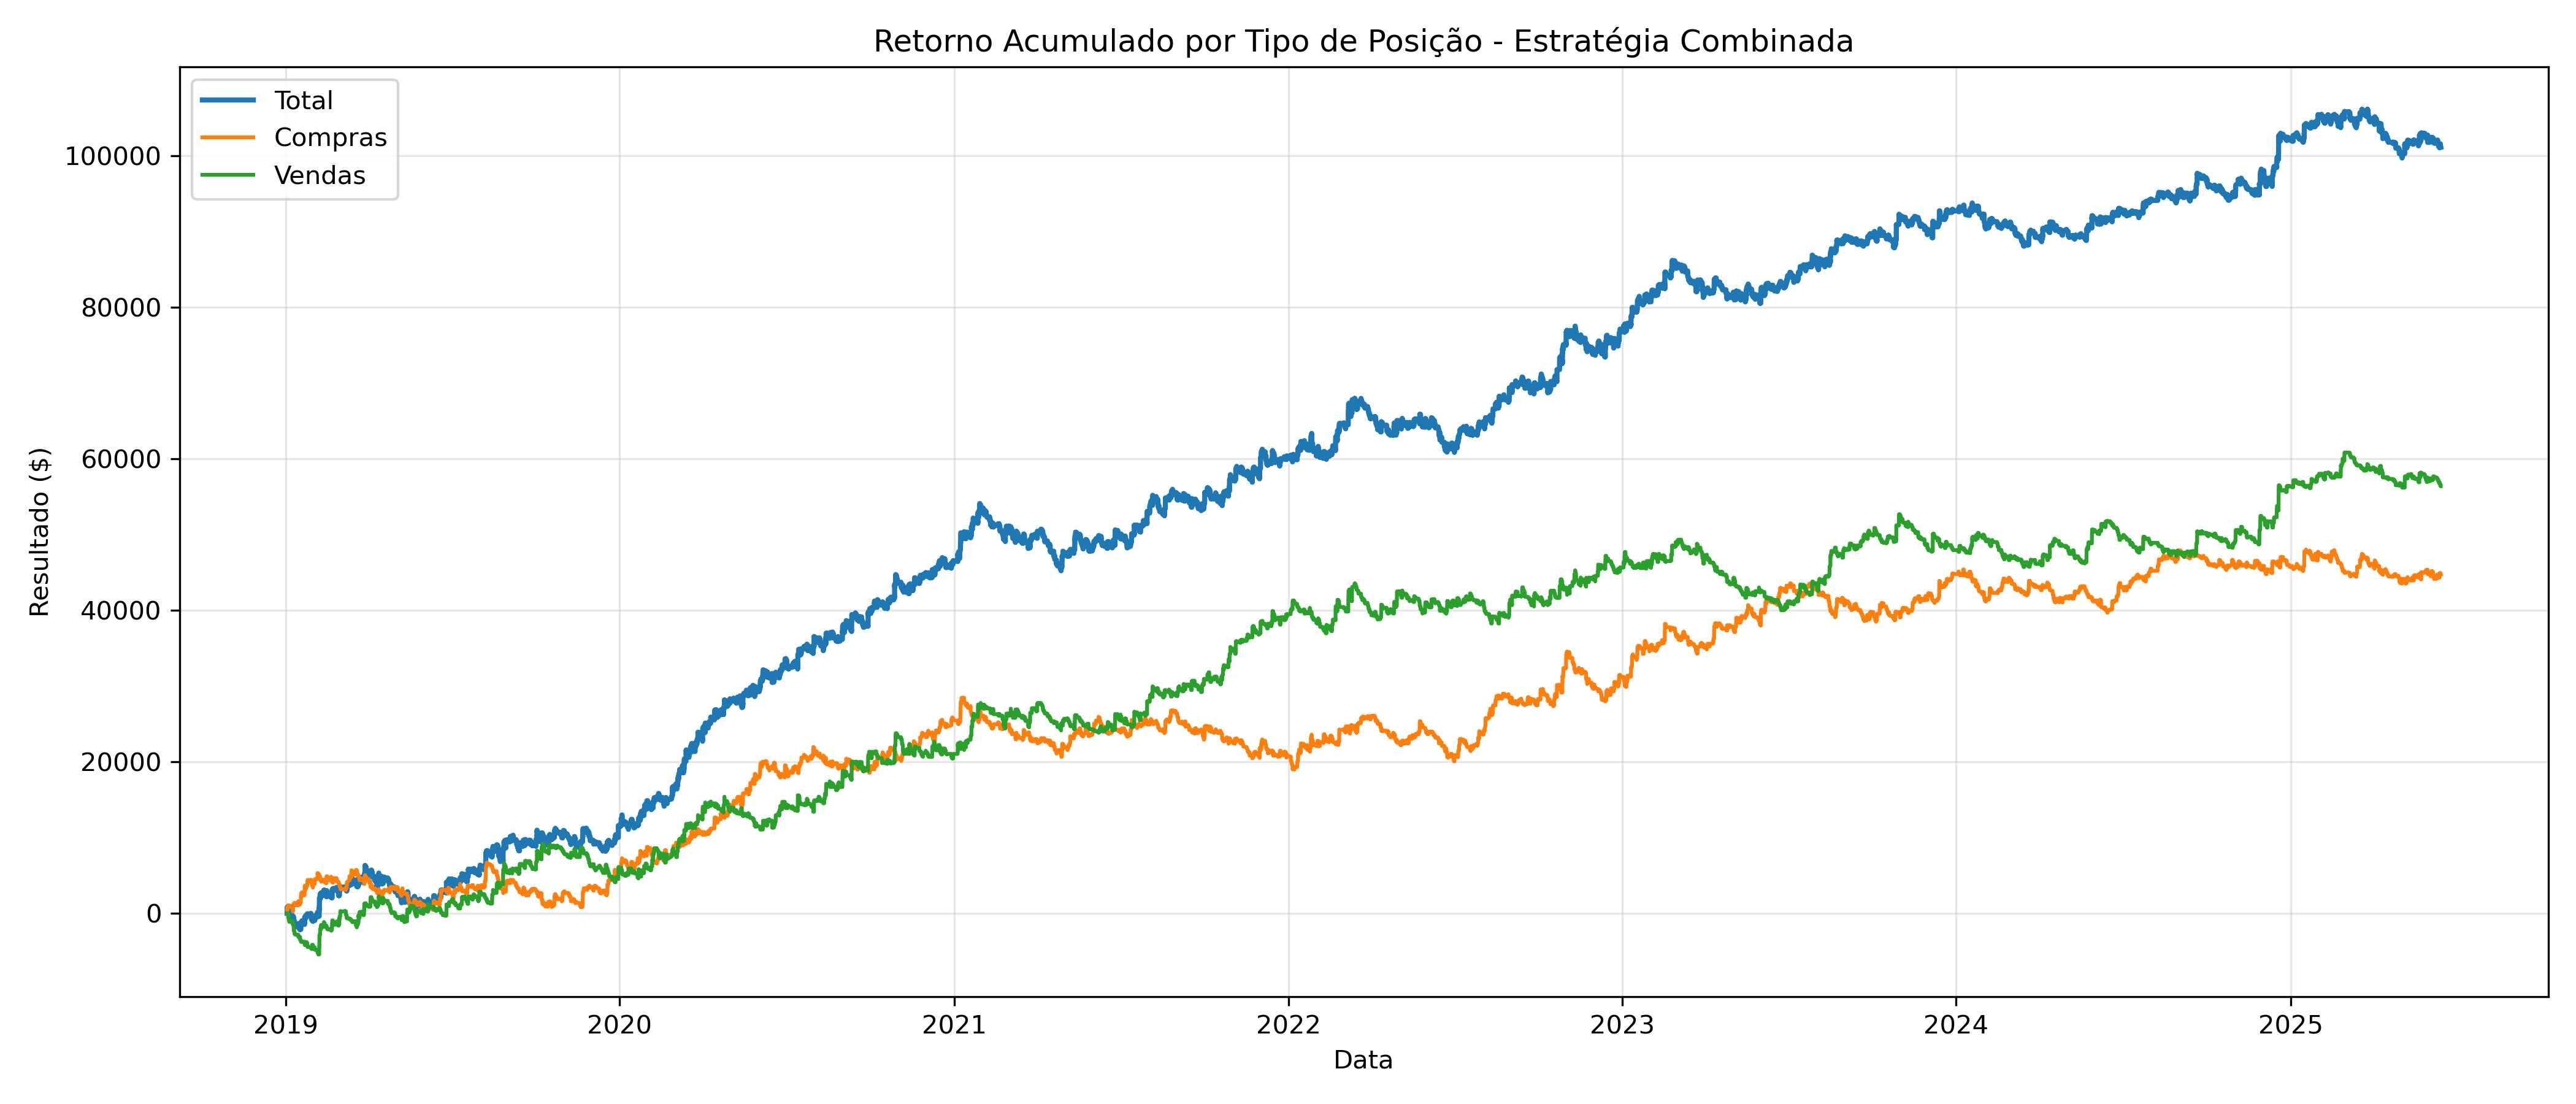 Retorno Acumulado por Tipo de Posição - Estratégia Combinada
Total
Compras
Vendas
100000
80000
60000
40000
20000
0
Resultado ($)
2019 2020 2021 2022 2023 2024 2025
Data